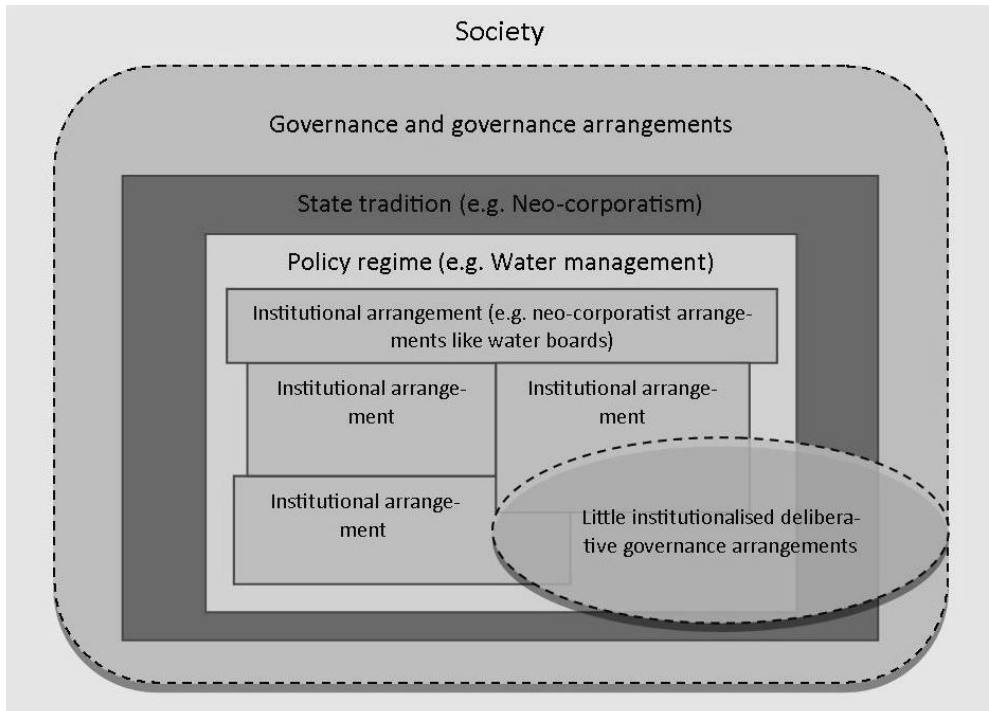 Society
Governance and governance arrangements
State tradition (e.g. Neo-corporatism)
Policy regime (e.g. Water management)
Institutional arrangement (e.g. neo-corporatist arrange-
ments like water boards)
Institutional arrange-
ment
Institutional arrange-
ment
Institutional arrange-
ment
Little institutionalised delibera-
tive governance arrangements